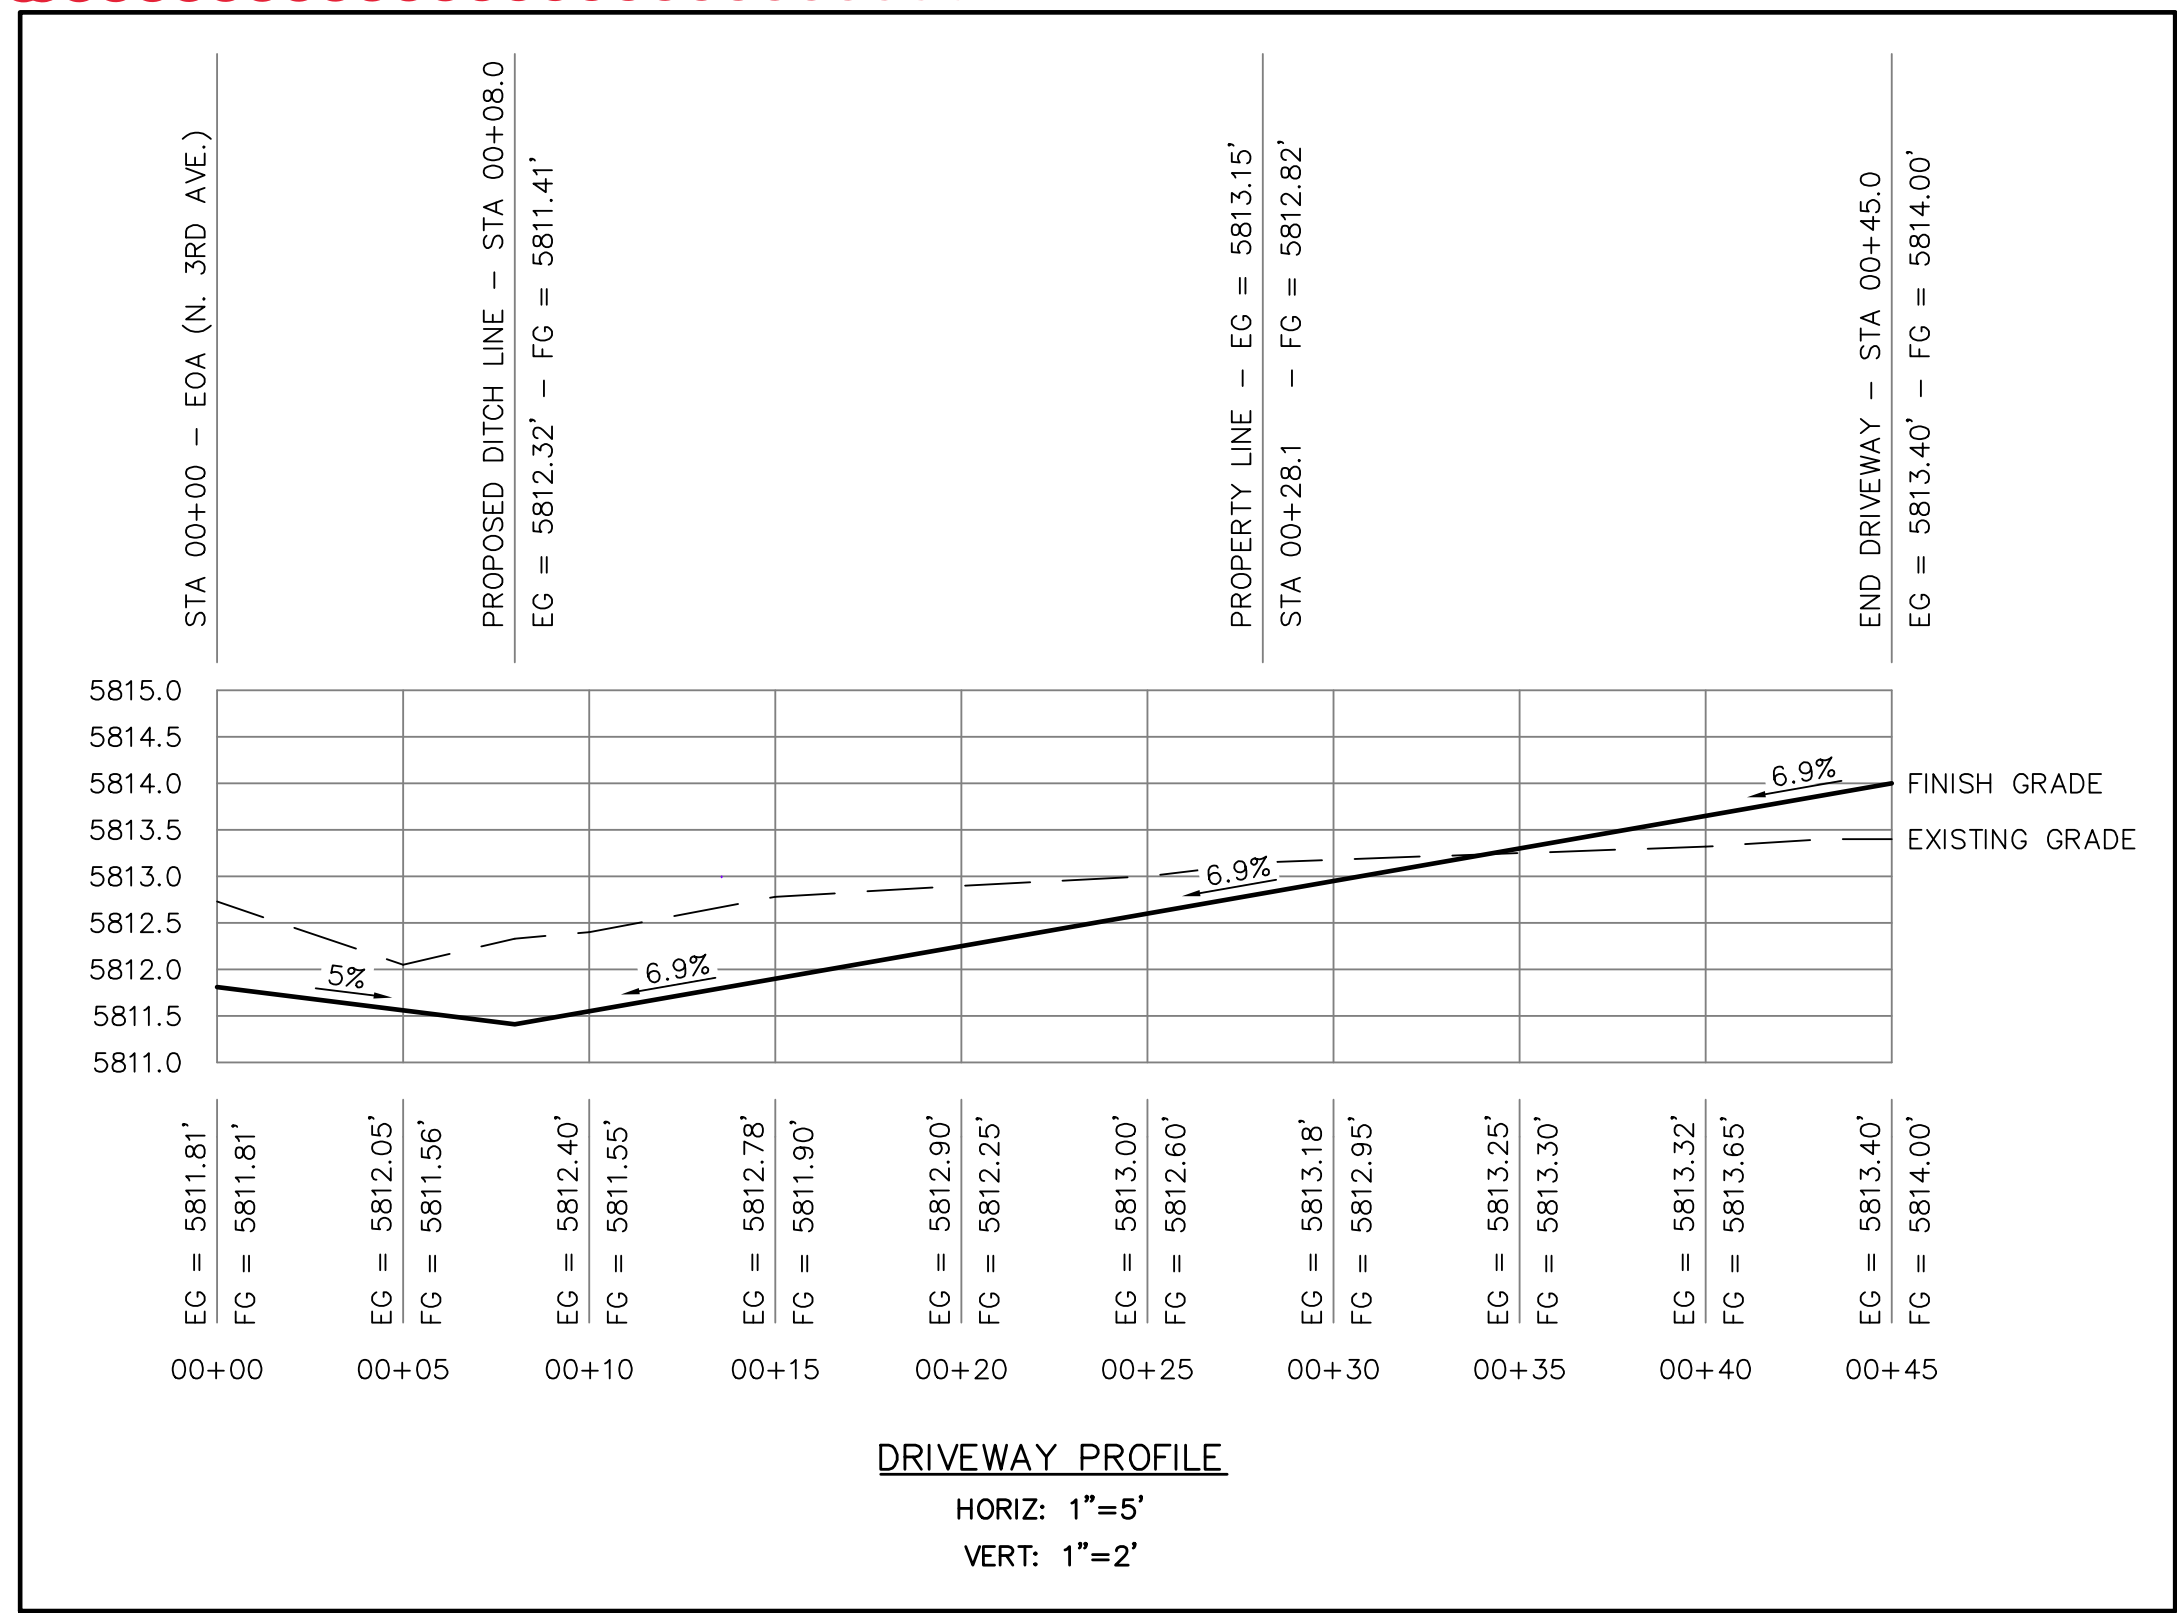 STA 00+00 - EOA (N. 3RD AVE.)
PROPOSED DITCH LINE - STA 00+08.0
EG = 5812.32' - FG = 5811.41'
PROPERTY LINE - EG = 5813.15'
STA 00+28.1 - FG = 5812.82'
END DRIVEWAY - STA 00+45.0
EG = 5813.40' - FG = 5814.00'
5815.0
5814.5
5814.0
5813.5
5813.0
5812.5
5812.0
5811.5
5811.0
5%
6.9%
6.9%
6.9%
FINISH GRADE
EXISTING GRADE
EG = 5811.81'
FG = 5811.81'
EG = 5812.05'
FG = 5811.56'
EG = 5812.40'
FG = 5811.55'
EG = 5812.78'
FG = 5811.90'
EG = 5812.90'
FG = 5812.25'
EG = 5813.00'
FG = 5812.60'
EG = 5813.18'
FG = 5812.95'
EG = 5813.25'
FG = 5813.30'
EG = 5813.32'
FG = 5813.65'
EG = 5813.40'
FG = 5814.00'
00+00
00+05
00+10
00+15
00+20
00+25
00+30
00+35
00+40
00+45
DRIVEWAY PROFILE
HORIZ: 1"=5'
VERT: 1"=2'